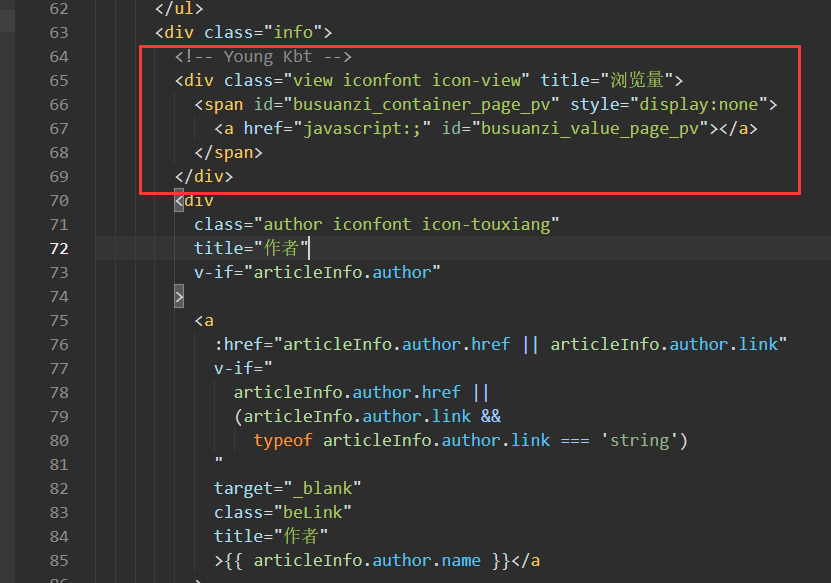 62 </ul>
63 <div class="info">
64 <!-- Young Kbt -->
65 <div class="view iconfont icon-view" title="浏览量">
66 <span id="busuanzi_container_page_pv" style="display:none">
67 <a href="javascript:;" id="busuanzi_value_page_pv"></a>
68 </span>
69 </div>
70 <div
71 class="author iconfont icon-touxiang"
72 title="作者"
73 v-if="articleInfo.author"
74 >
75 <a
76 :href="articleInfo.author.href || articleInfo.author.link"
77 v-if="
78 articleInfo.author.href ||
79 (articleInfo.author.link &&
80 typeof articleInfo.author.link === 'string')
81 "
82 target="_blank"
83 class="beLink"
84 title="作者"
85 >{{ articleInfo.author.name }}</a